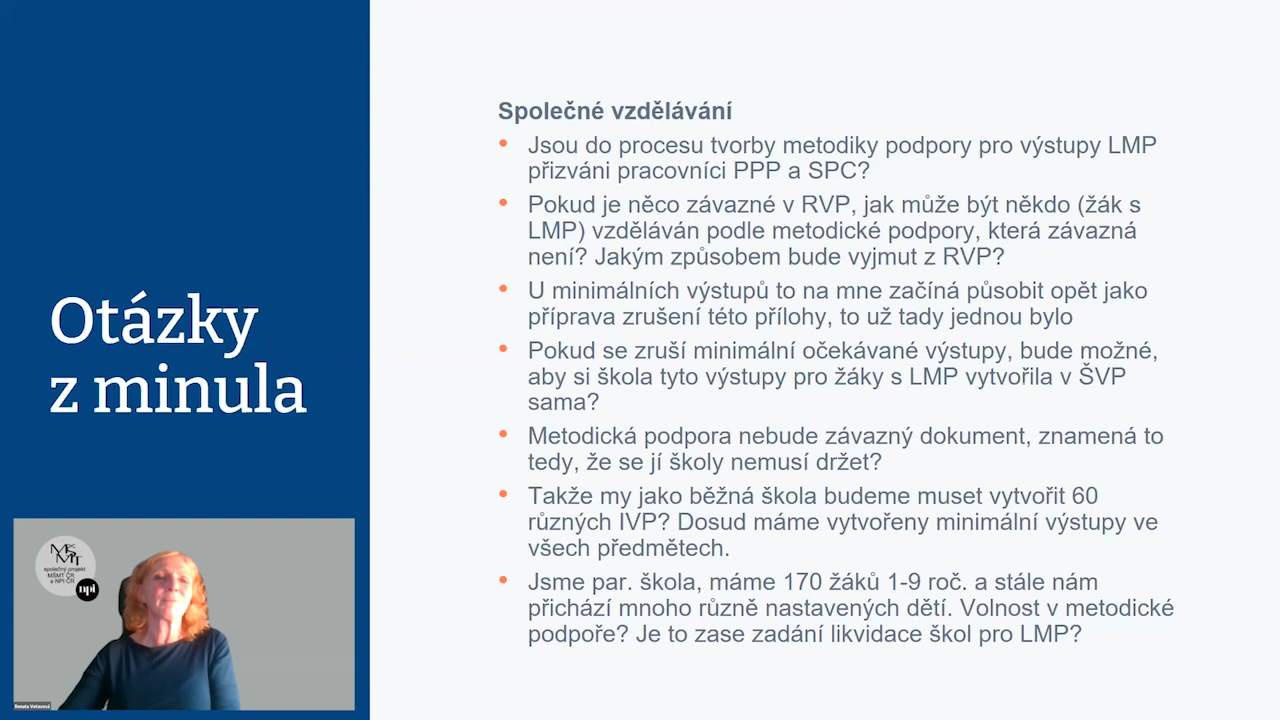 Otázky
z minula
Společné vzdělávání
• Jsou do procesu tvorby metodiky podpory pro výstupy LMP
přizváni pracovníci PPP a SPC?
• Pokud je něco závazné v RVP, jak může být někdo (žák s
LMP) vzděláván podle metodické podpory, která závazná
není? Jakým způsobem bude vyjmut z RVP?
• U minimálních výstupů to na mne začíná působit opět jako
příprava zrušení této přílohy, to už tady jednou bylo
• Pokud se zruší minimální očekávané výstupy, bude možné,
aby si škola tyto výstupy pro žáky s LMP vytvořila v ŠVP
sama?
• Metodická podpora nebude závazný dokument, znamená to
tedy, že se jí školy nemusí držet?
• Takže my jako běžná škola budeme muset vytvořit 60
různých IVP? Dosud máme vytvořeny minimální výstupy ve
všech předmětech.
• Jsme par. škola, máme 170 žáků 1-9 roč. a stále nám
přichází mnoho různě nastavených dětí. Volnost v metodické
podpoře? Je to zase zadání likvidace škol pro LMP?
společný projekt
MŠMT ČR
a NPI ČR
npi